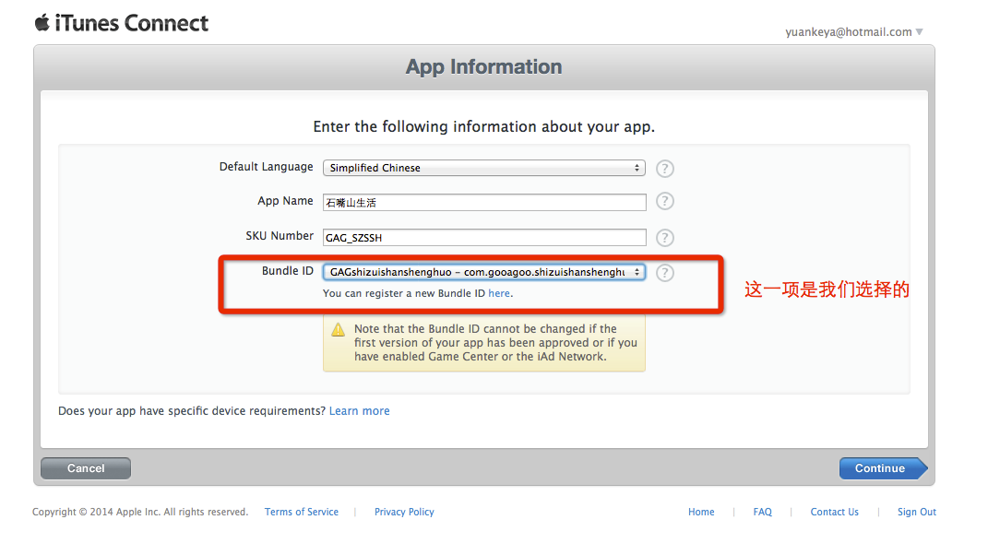 iTunes Connect
yuankeya@hotmail.com
App Information
Enter the following information about your app.
Default Language Simplified Chinese
App Name 石嘴山生活
SKU Number GAG_SZSSH
Bundle ID GAGshizuishanshenghuo – com.gooagoo.shizuishanshenghu
You can register a new Bundle ID here.
这一项是我们选择的
Note that the Bundle ID cannot be changed if the
first version of your app has been approved or if you
have enabled Game Center or the iAd Network.
Does your app have specific device requirements? Learn more
Cancel Continue
Copyright © 2014 Apple Inc. All rights reserved. Terms of Service | Privacy Policy Home | FAQ | Contact Us | Sign Out